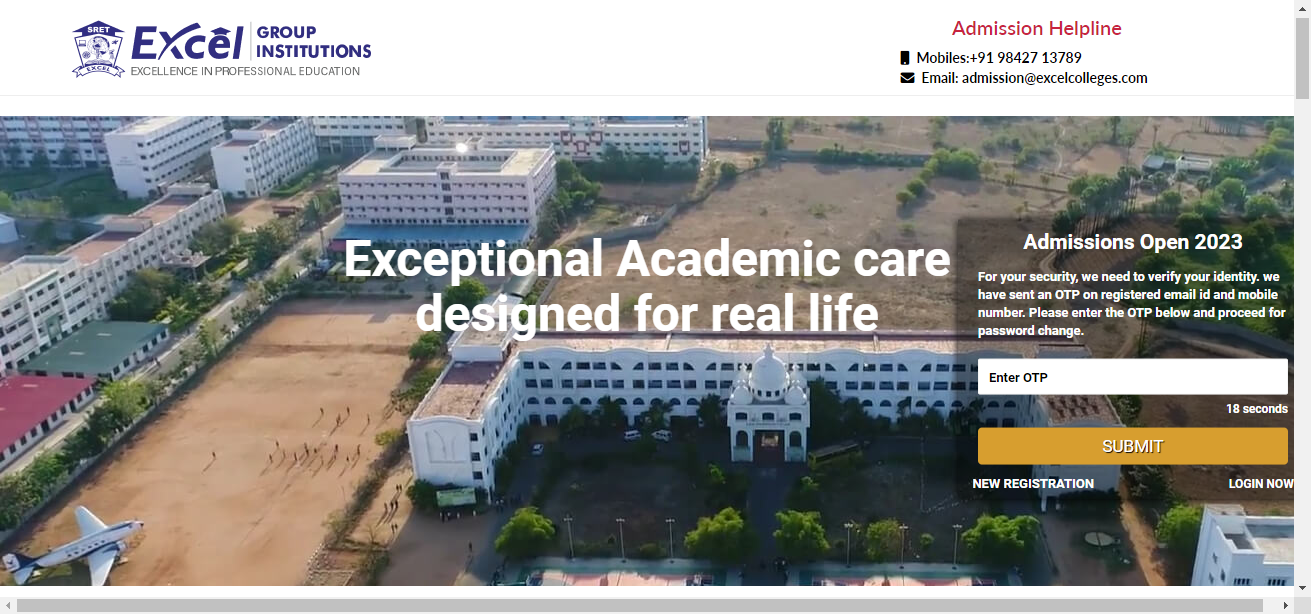 SRET
EXCEL
Excel
GROUP
INSTITUTIONS
EXCELLENCE IN PROFESSIONAL EDUCATION
Admission Helpline
Mobiles:+91 98427 13789
Email: admission@excelcolleges.com
Exceptional Academic care
designed for real life
Admissions Open 2023
For your security, we need to verify your identity. we
have sent an OTP on registered email id and mobile
number. Please enter the OTP below and proceed for
password change.
Enter OTP
18 seconds
SUBMIT
NEW REGISTRATION
LOGIN NOW